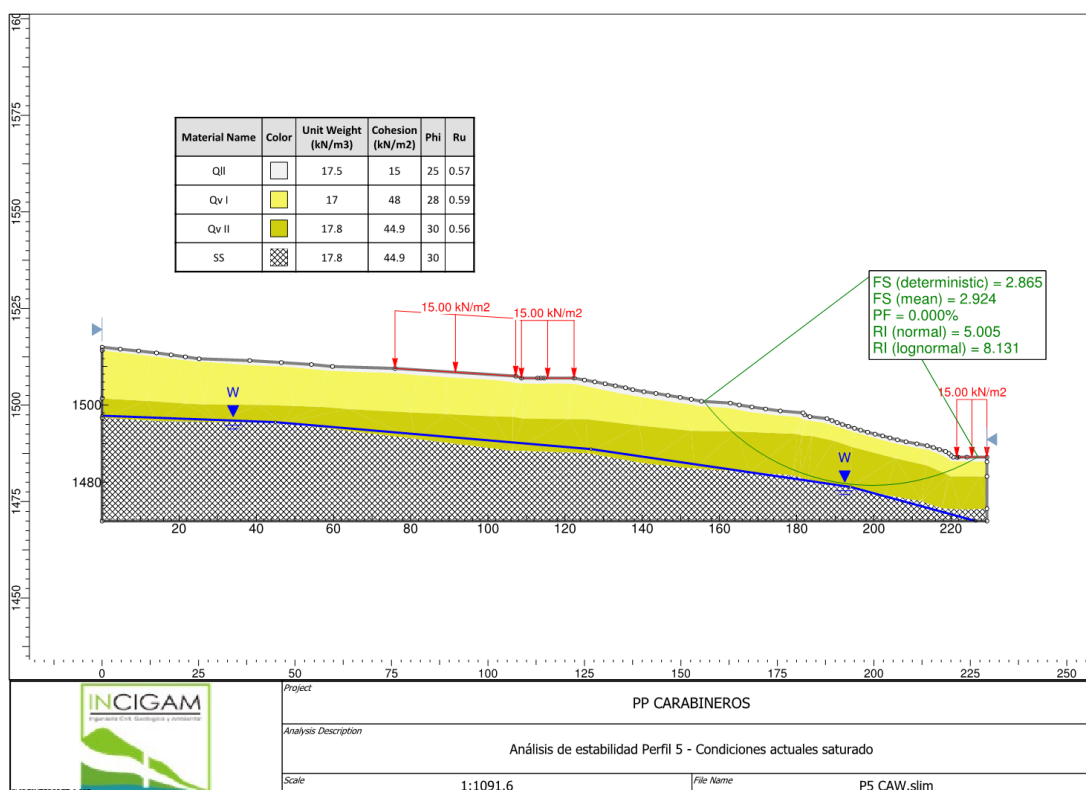 160
1575
1550
1525
1500
1475
1450
Material Name Color Unit Weight (kN/m3) Cohesion (kN/m2) Phi Ru
Qll 17.5 15 25 0.57
Qv I 17 48 28 0.59
Qv II 17.8 44.9 30 0.56
SS 17.8 44.9 30
FS (deterministic) = 2.865
FS (mean) = 2.924
PF = 0.000%
RI (normal) = 5.005
RI (lognormal) = 8.131
15.00 kN/m2
15.00 kN/m2
15.00 kN/m2
W
W
1500
1480
20 40 60 80 100 120 140 160 180 200 220
0 25 50 75 100 125 150 175 200 225 250
INCIGAM
Project
PP CARABINEROS
Analysis Description
Análisis de estabilidad Perfil 5 - Condiciones actuales saturado
Scale
1:1091.6
File Name
P5 CAW.slim